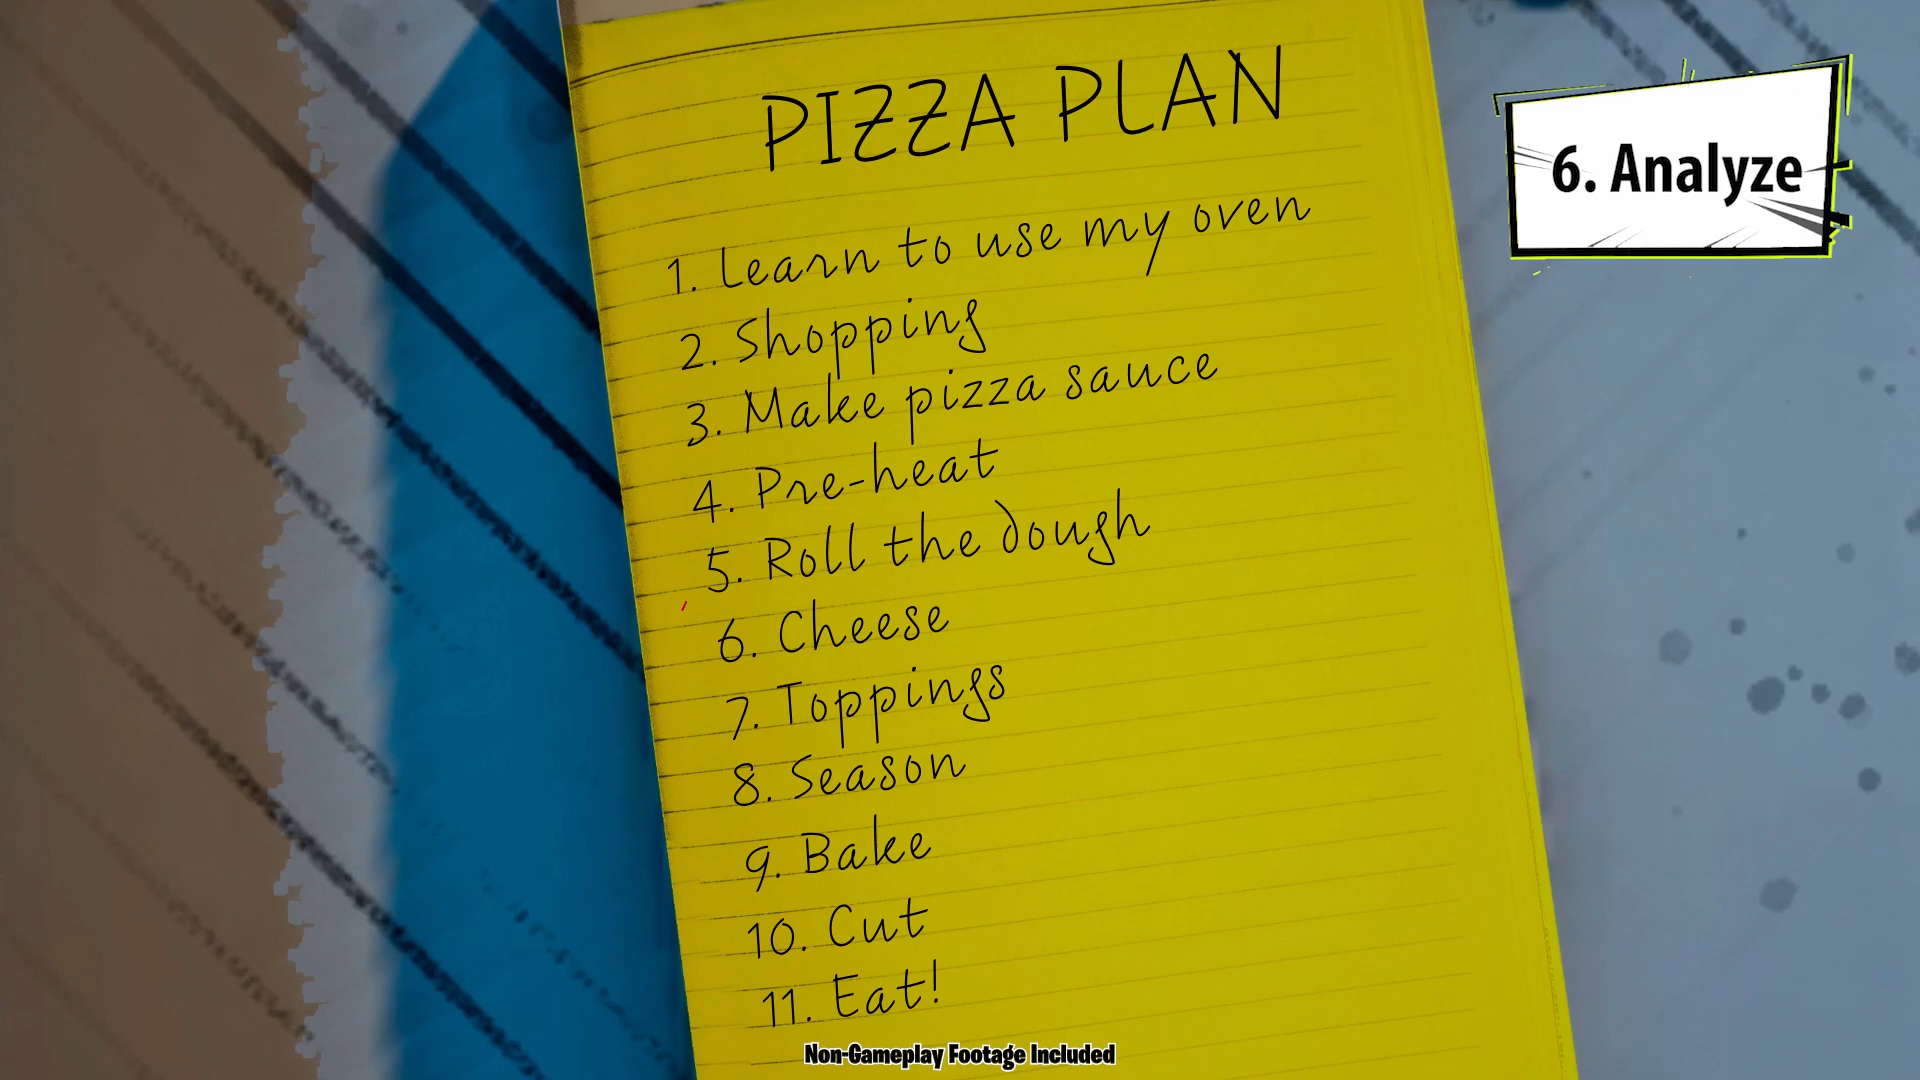 PIZZA PLAN
6. Analyze
1. Learn to use my oven
2. Shopping
3. Make pizza sauce
4. Pre-heat
5. Roll the dough
6. Cheese
7. Toppings
8. Season
9. Bake
10. Cut
11. Eat!
Non-Gameplay Footage Included